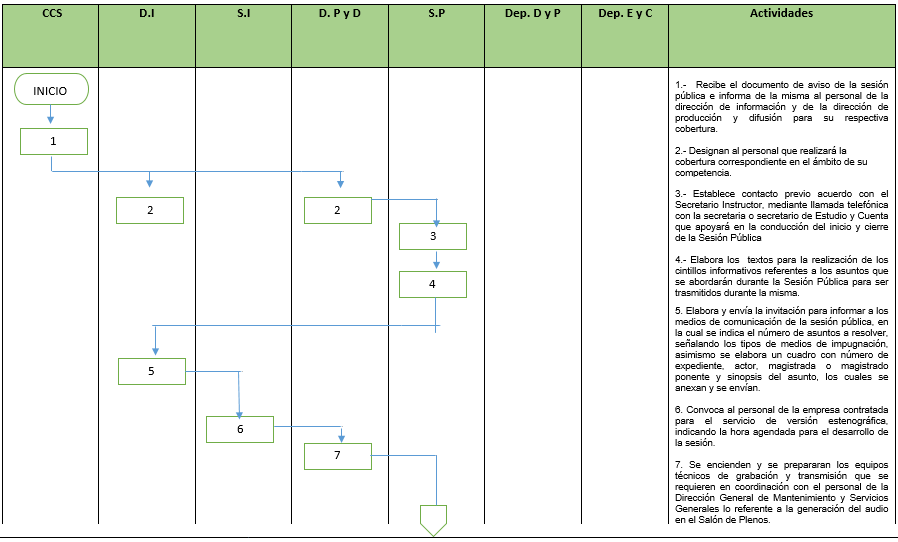 CCS
D.I
S.I
D. P y D
S.P
Dep. D y P
Dep. E y C
Actividades
INICIO
1
2
2
3
4
5
6
7
1.- Recibe el documento de aviso de la sesión
pública e informa de la misma al personal de la
dirección de información y de la dirección de
producción y difusión para su respectiva
cobertura.
2.- Designan al personal que realizará la
cobertura correspondiente en el ámbito de su
competencia.
3.- Establece contacto previo acuerdo con el
Secretario Instructor, mediante llamada telefónica
con la secretaria o secretario de Estudio y Cuenta
que apoyará en la conducción del inicio y cierre
de la Sesión Pública
4.- Elabora los textos para la realización de los
cintillos informativos referentes a los asuntos que
se abordarán durante la Sesión Pública para ser
trasmitidos durante la misma.
5. Elabora y envía la invitación para informar a los
medios de comunicación de la sesión pública, en
la cual se indica el número de asuntos a resolver,
señalando los tipos de medios de impugnación,
asimismo se elabora un cuadro con número de
expediente, actor, magistrada o magistrado
ponente y sinopsis del asunto, los cuales se
anexan y se envían.
6. Convoca al personal de la empresa contratada
para el servicio de versión estenográfica,
indicando la hora agendada para el desarrollo de
la sesión.
7. Se encienden y se prepararan los equipos
técnicos de grabación y transmisión que se
requieren en coordinación con el personal de la
Dirección General de Mantenimiento y Servicios
Generales lo referente a la generación del audio
en el Salón de Plenos.